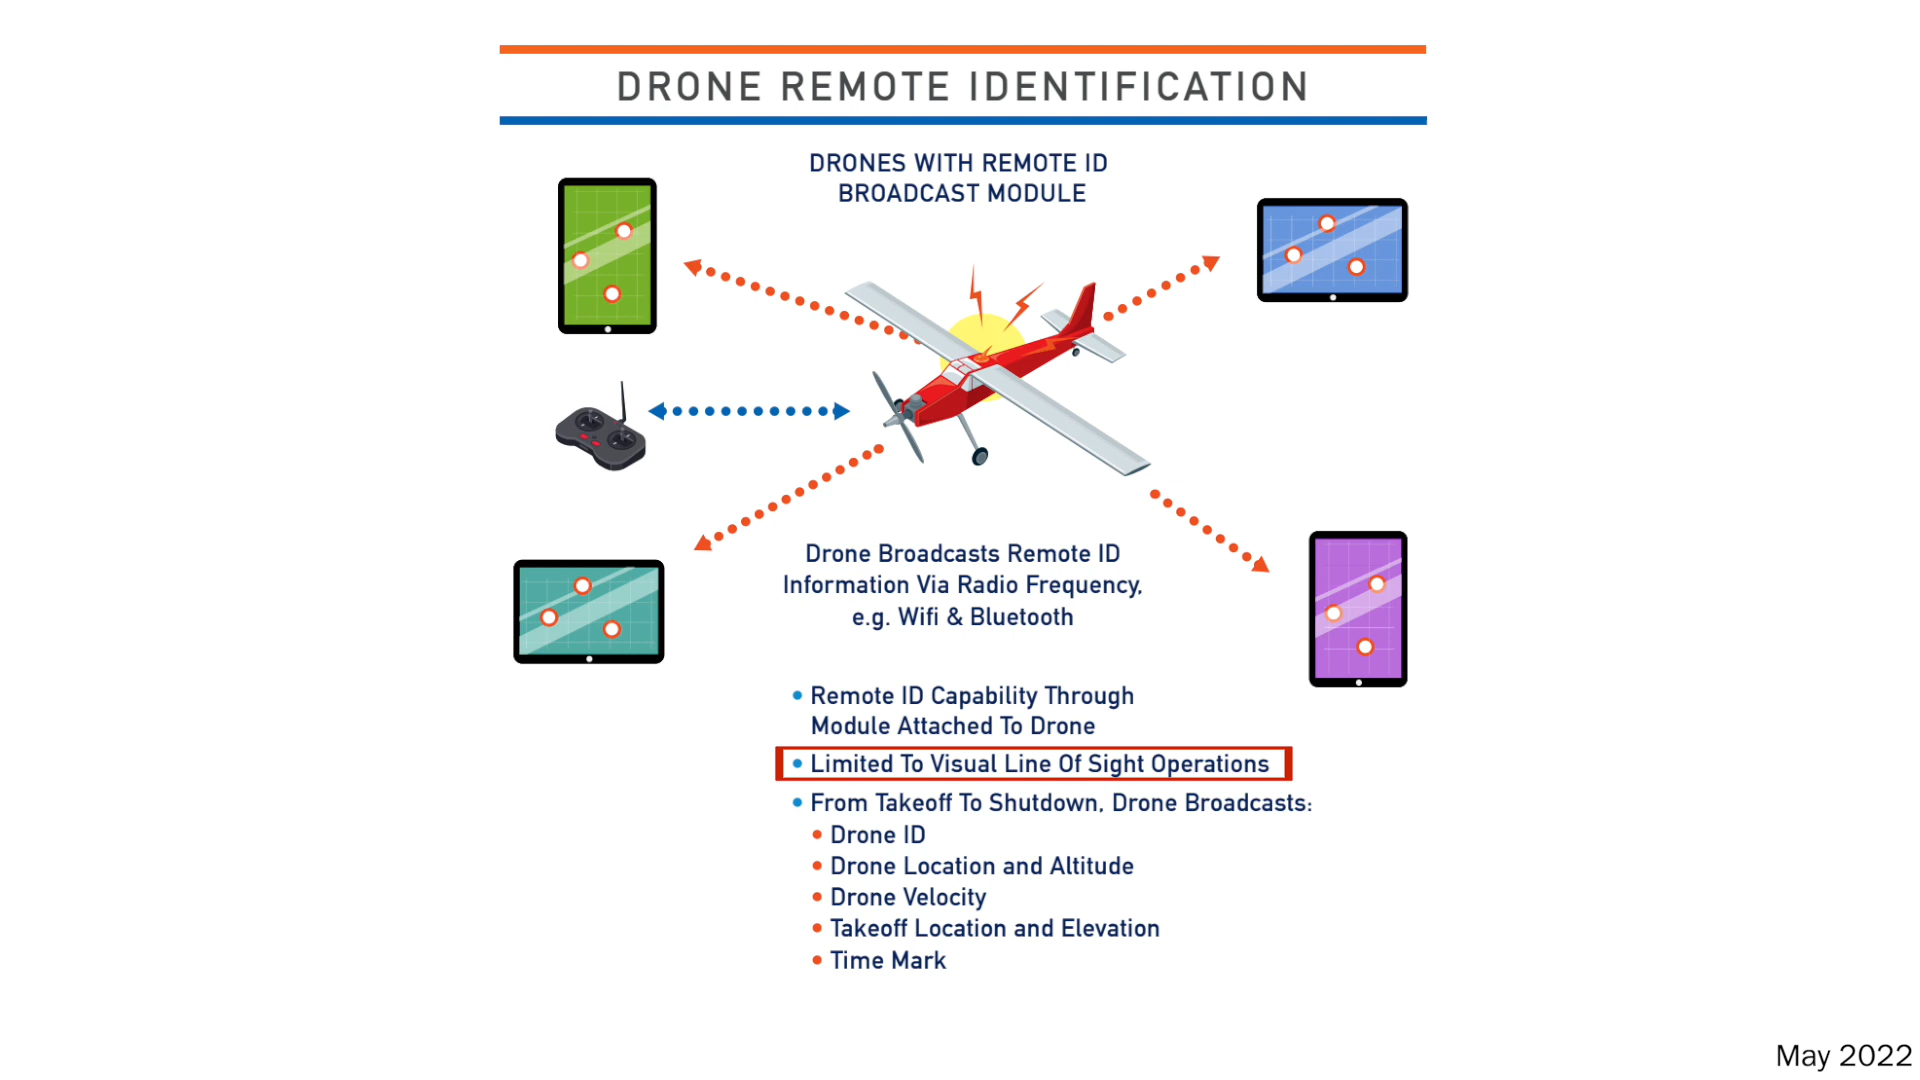 DRONE REMOTE IDENTIFICATION
DRONES WITH REMOTE ID
BROADCAST MODULE
Drone Broadcasts Remote ID
Information Via Radio Frequency,
e.g. Wifi & Bluetooth
• Remote ID Capability Through
Module Attached To Drone
• Limited To Visual Line Of Sight Operations
• From Takeoff To Shutdown, Drone Broadcasts:
• Drone ID
• Drone Location and Altitude
• Drone Velocity
• Takeoff Location and Elevation
• Time Mark
May 2022